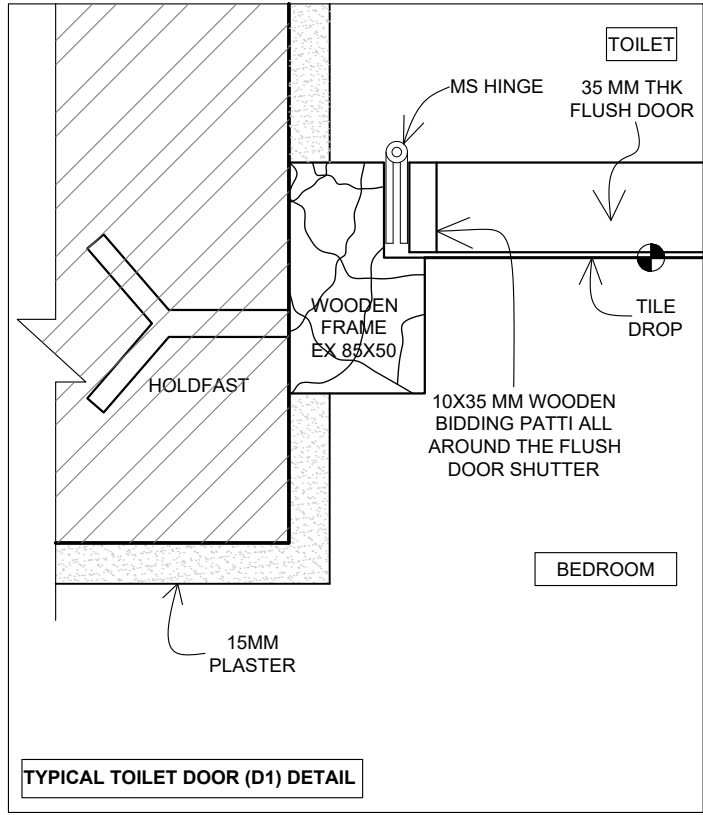 TOILET
MS HINGE
35 MM THK
FLUSH DOOR
WOODEN
FRAME
EX 85X50
TILE
DROP
HOLDFAST
10X35 MM WOODEN
BIDDING PATTI ALL
AROUND THE FLUSH
DOOR SHUTTER
BEDROOM
15MM
PLASTER
TYPICAL TOILET DOOR (D1) DETAIL